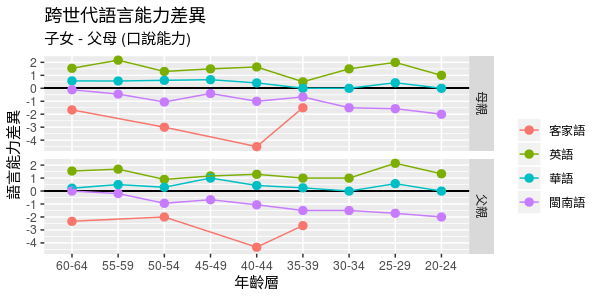 跨世代語言能力差異
子女 - 父母 (口說能力)
語言能力差異
2
1
0
-1
-2
-3
-4
母親
2
1
0
-1
-2
-3
-4
父親
60-64 55-59 50-54 45-49 40-44 35-39 30-34 25-29 20-24
年齡層
客家語
英語
華語
閩南語